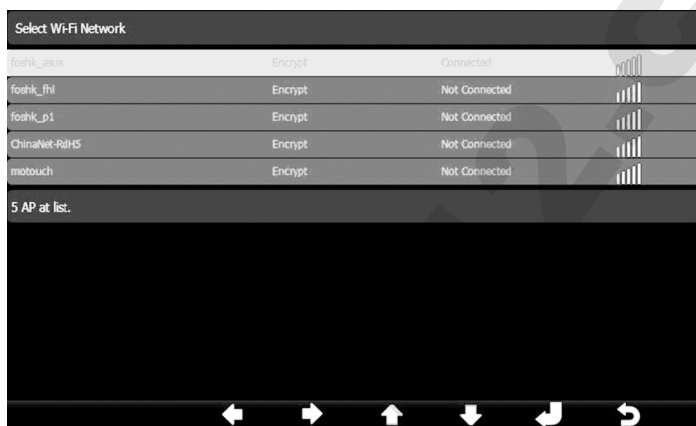 Select Wi-Fi Network
foshk_asus Encrypt Connected
foshk_fhl Encrypt Not Connected
foshk_p1 Encrypt Not Connected
ChinaNet-RdH5 Encrypt Not Connected
motouch Encrypt Not Connected
5 AP at list.